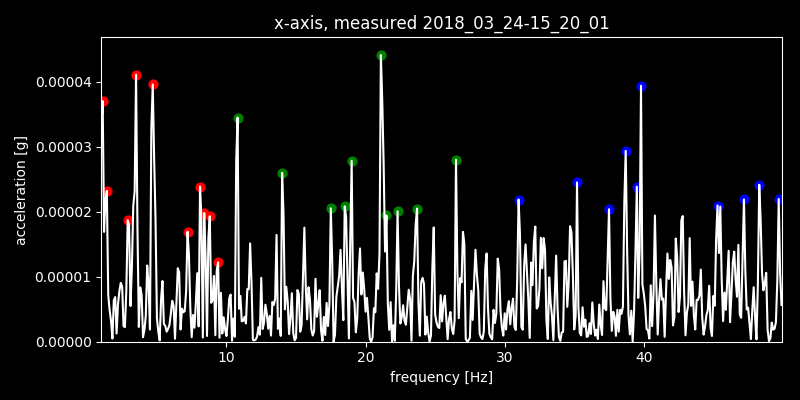 x-axis, measured 2018_03_24-15_20_01
0.00004
0.00003
0.00002
0.00001
0.00000
acceleration [g]
10 20 30 40
frequency [Hz]